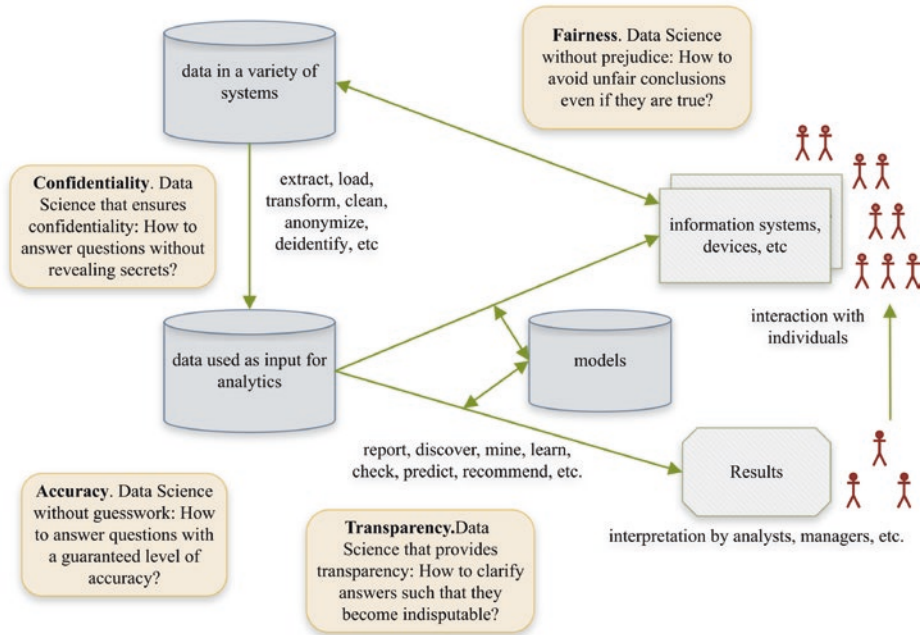 data in a variety of
systems
Fairness. Data Science
without prejudice: How to
avoid unfair conclusions
even if they are true?
Confidentiality. Data
Science that ensures
confidentiality: How to
answer questions without
revealing secrets?
extract, load,
transform, clean,
anonymize,
deidentify, etc
information systems,
devices, etc
interaction with
individuals
data used as input for
analytics
models
report, discover, mine, learn,
check, predict, recommend, etc.
Results
interpretation by analysts, managers, etc.
Accuracy. Data Science
without guesswork: How
to answer questions with
a guaranteed level of
accuracy?
Transparency.Data
Science that provides
transparency: How to clarify
answers such that they
become indisputable?